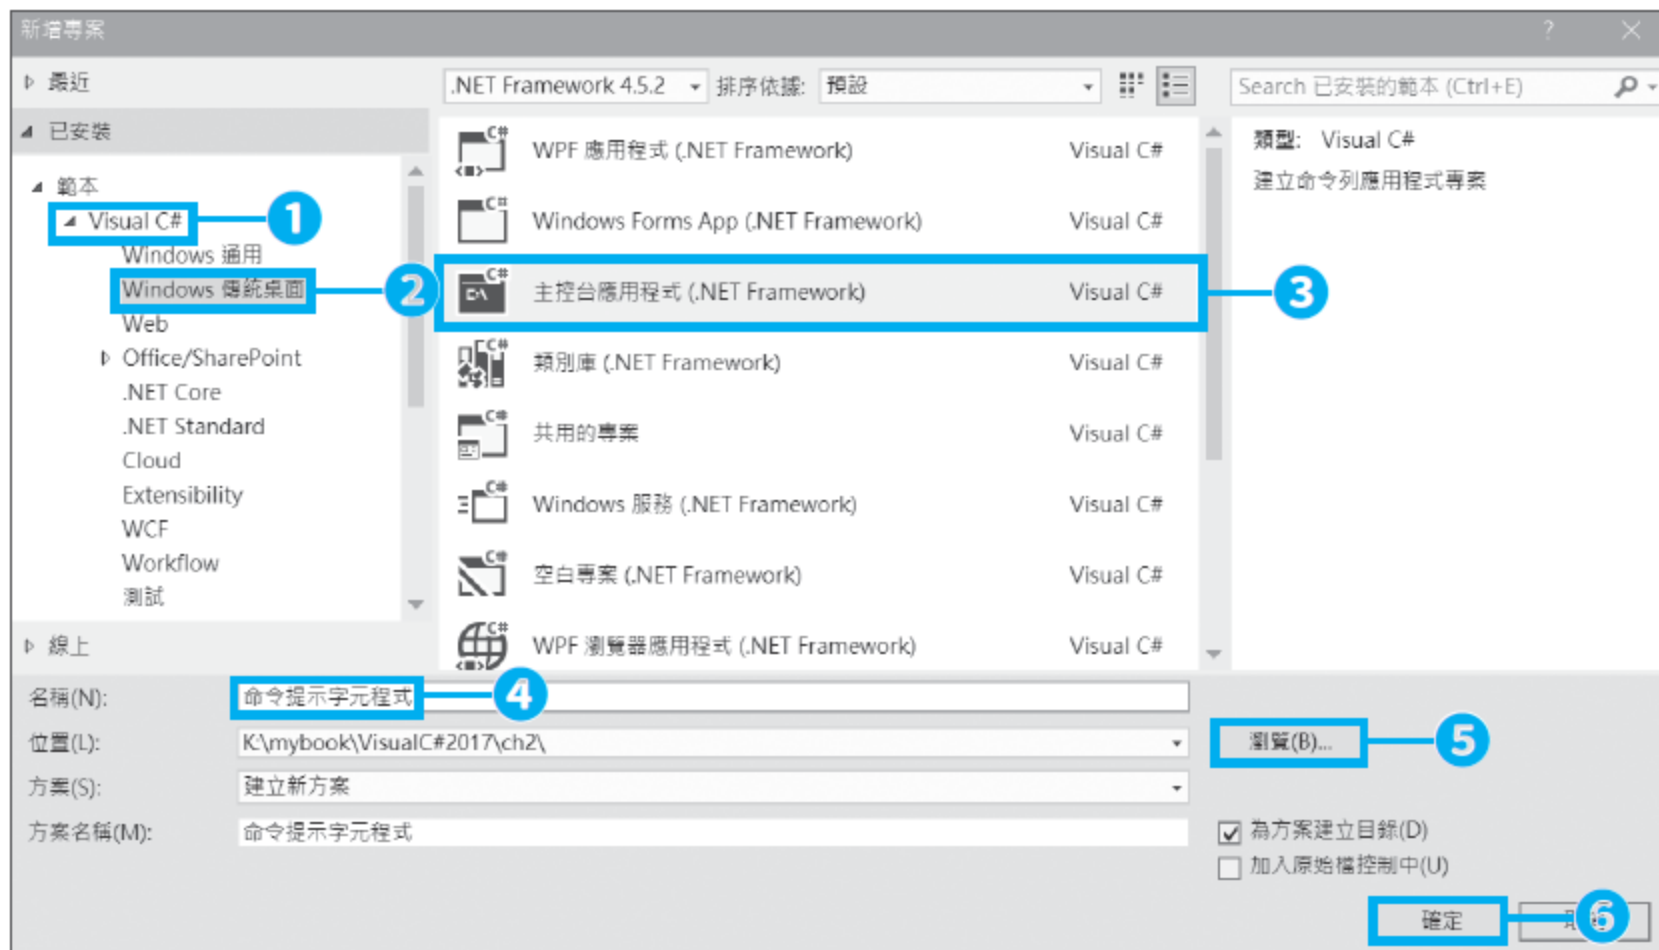 新增專案 ? ×
最近
.NET Framework 4.5.2 排序依據: 預設 Search 已安裝的範本 (Ctrl+E)
已安裝
範本
Visual C# 1
Windows 通用
Windows 傳統桌面 2
Web
Office/SharePoint
.NET Core
.NET Standard
Cloud
Extensibility
WCF
Workflow
測試
線上
C# WPF 應用程式 (.NET Framework) Visual C#
C# Windows Forms App (.NET Framework) Visual C#
C# 主控台應用程式 (.NET Framework) Visual C# 3
C# 類別庫 (.NET Framework) Visual C#
C# 共用的專案 Visual C#
C# Windows 服務 (.NET Framework) Visual C#
C# 空白專案 (.NET Framework) Visual C#
C# WPF 瀏覽器應用程式 (.NET Framework) Visual C#
類型: Visual C#
建立命令列應用程式專案
名稱(N): 命令提示字元程式 4
位置(L): K:\mybook\VisualC#2017\ch2\ 瀏覽(B)... 5
方案(S): 建立新方案
方案名稱(M): 命令提示字元程式
為方案建立目錄(D)
加入原始檔控制中(U)
確定 6